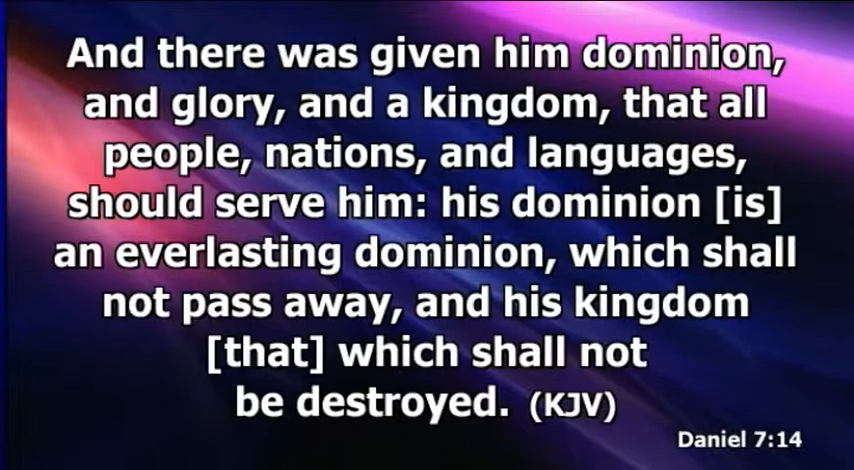 And there was given him dominion,
and glory, and a kingdom, that all
people, nations, and languages,
should serve him: his dominion [is]
an everlasting dominion, which shall
not pass away, and his kingdom
[that] which shall not
be destroyed. (KJV)
Daniel 7:14